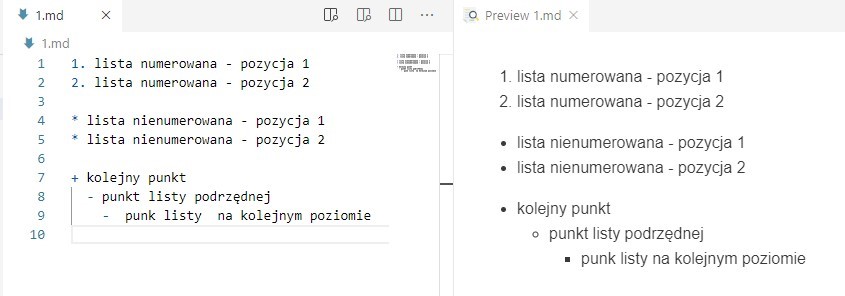 1.md
1.md
1 1. lista numerowana - pozycja 1
2 2. lista numerowana - pozycja 2
3
4 * lista nienumerowana - pozycja 1
5 * lista nienumerowana - pozycja 2
6
7 + kolejny punkt
8 - punkt listy podrzędnej
9 - punk listy  na kolejnym poziomie
10
Preview 1.md
1. lista numerowana - pozycja 1
2. lista numerowana - pozycja 2
• lista nienumerowana - pozycja 1
• lista nienumerowana - pozycja 2
• kolejny punkt
◦ punkt listy podrzędnej
▪ punk listy na kolejnym poziomie